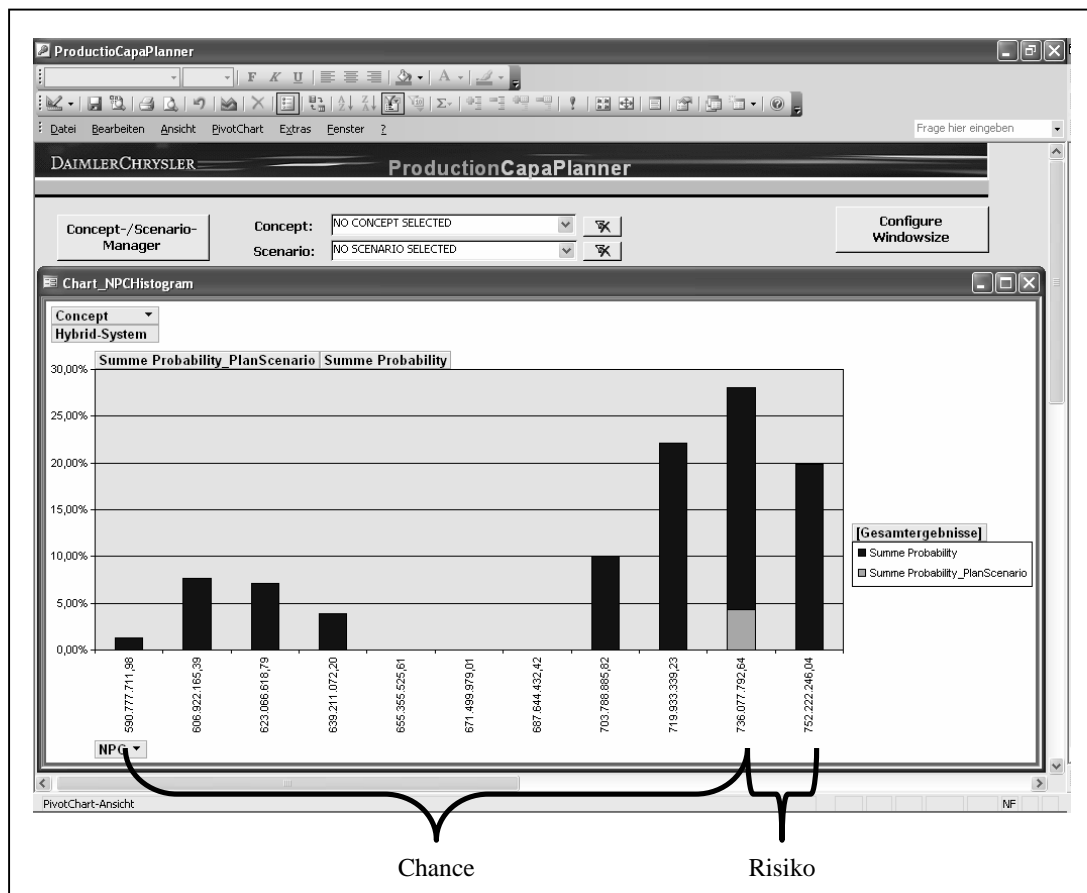 ProductioCapaPlanner
F K U A
Datei Bearbeiten Ansicht PivotChart Extras Fenster ?
Frage hier eingeben
DAIMLERCHRYSLER
ProductionCapaPlanner
Concept-/Scenario-
Manager
Concept: NO CONCEPT SELECTED
Scenario: NO SCENARIO SELECTED
Configure
Windowsize
Chart_NPCHistogram
Concept
Hybrid-System
Summe Probability_PlanScenario Summe Probability
30,00%
25,00%
20,00%
15,00%
10,00%
5,00%
0,00%
590.777.711,98
606.922.165,39
623.066.618,79
639.211.072,20
655.355.525,61
671.499.979,01
687.644.432,42
703.788.885,82
719.933.339,23
736.077.792,64
752.222.246,04
[Gesamtergebnisse]
Summe Probability
Summe Probability_PlanScenario
NPC
PivotChart-Ansicht
NF
Chance
Risiko